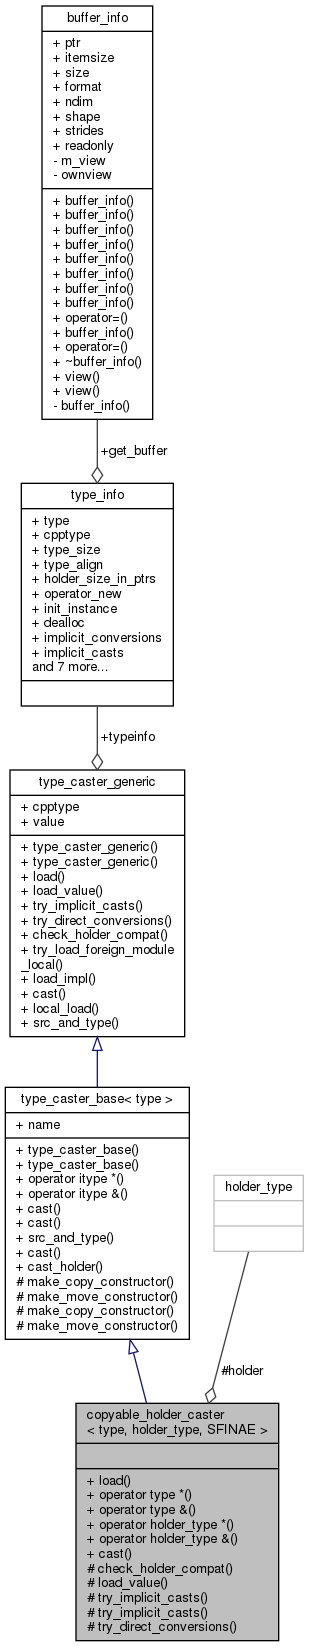 buffer_info
+ ptr
+ itemsize
+ size
+ format
+ ndim
+ shape
+ strides
+ readonly
- m_view
- ownview
+ buffer_info()
+ buffer_info()
+ buffer_info()
+ buffer_info()
+ buffer_info()
+ buffer_info()
+ buffer_info()
+ buffer_info()
+ operator=()
+ buffer_info()
+ operator=()
+ ~buffer_info()
+ view()
+ view()
- buffer_info()
+get_buffer
type_info
+ type
+ cpptype
+ type_size
+ type_align
+ holder_size_in_ptrs
+ operator_new
+ init_instance
+ dealloc
+ implicit_conversions
+ implicit_casts
and 7 more...
+typeinfo
type_caster_generic
+ cpptype
+ value
+ type_caster_generic()
+ type_caster_generic()
+ load()
+ load_value()
+ try_implicit_casts()
+ try_direct_conversions()
+ check_holder_compat()
+ try_load_foreign_module
_local()
+ load_impl()
+ cast()
+ local_load()
+ src_and_type()
type_caster_base< type >
+ name
+ type_caster_base()
+ type_caster_base()
+ operator itype *()
+ operator itype &()
+ cast()
+ cast()
+ src_and_type()
+ cast()
+ cast_holder()
# make_copy_constructor()
# make_move_constructor()
# make_copy_constructor()
# make_move_constructor()
holder_type
#holder
copyable_holder_caster
< type, holder_type, SFINAE >
+ load()
+ operator type *()
+ operator type &()
+ operator holder_type *()
+ operator holder_type &()
+ cast()
# check_holder_compat()
# load_value()
# try_implicit_casts()
# try_implicit_casts()
# try_direct_conversions()